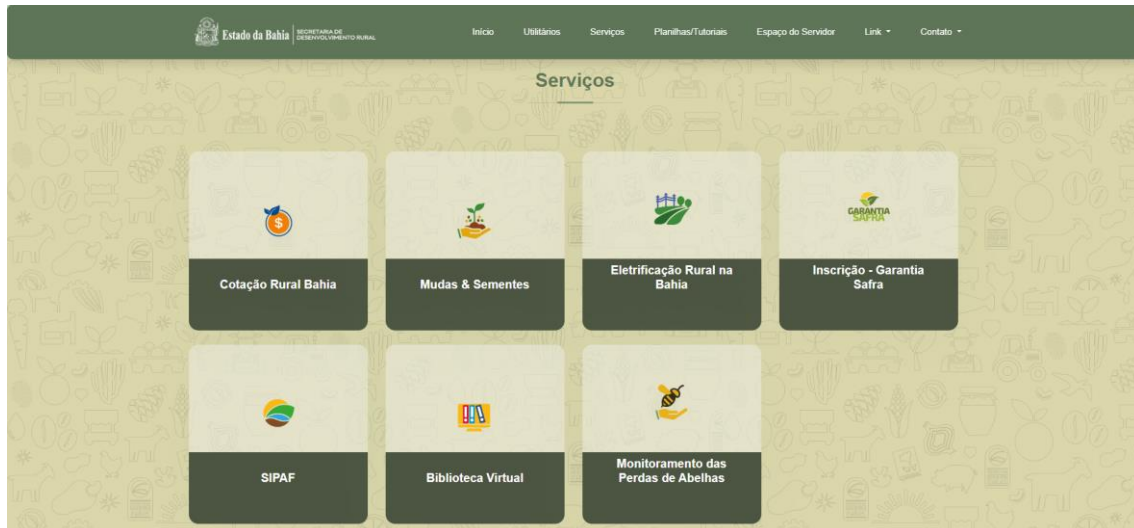 Estado da Bahia
SECRETARIA DE
DESENVOLVIMENTO RURAL
Início Utilitários Serviços Planilhas/Tutoriais Espaço do Servidor Link Contato
Serviços
Cotação Rural Bahia
Mudas & Sementes
Eletrificação Rural na
Bahia
GARANTIA
SAFRA
Inscrição - Garantia
Safra
SIPAF
Biblioteca Virtual
Monitoramento das
Perdas de Abelhas